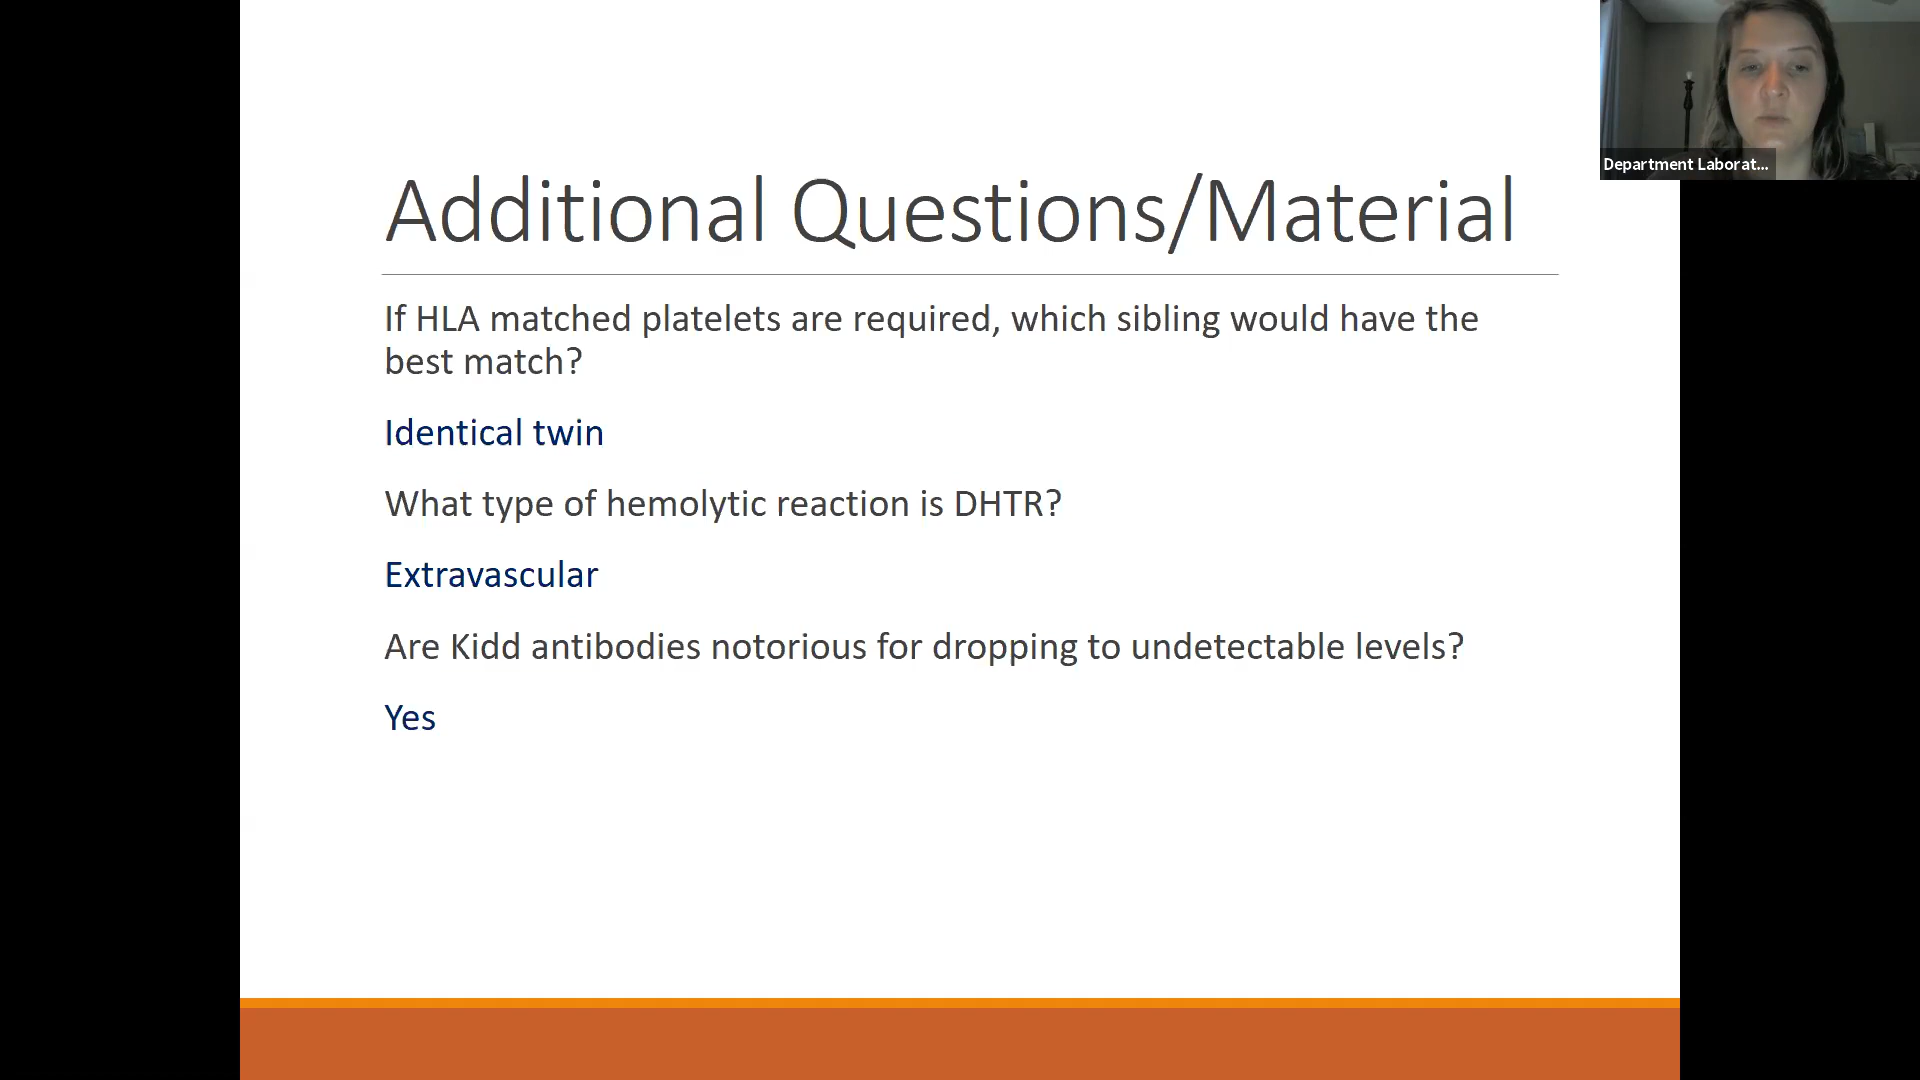 Department Laborat...
Additional Questions/Material
If HLA matched platelets are required, which sibling would have the
best match?
Identical twin
What type of hemolytic reaction is DHTR?
Extravascular
Are Kidd antibodies notorious for dropping to undetectable levels?
Yes